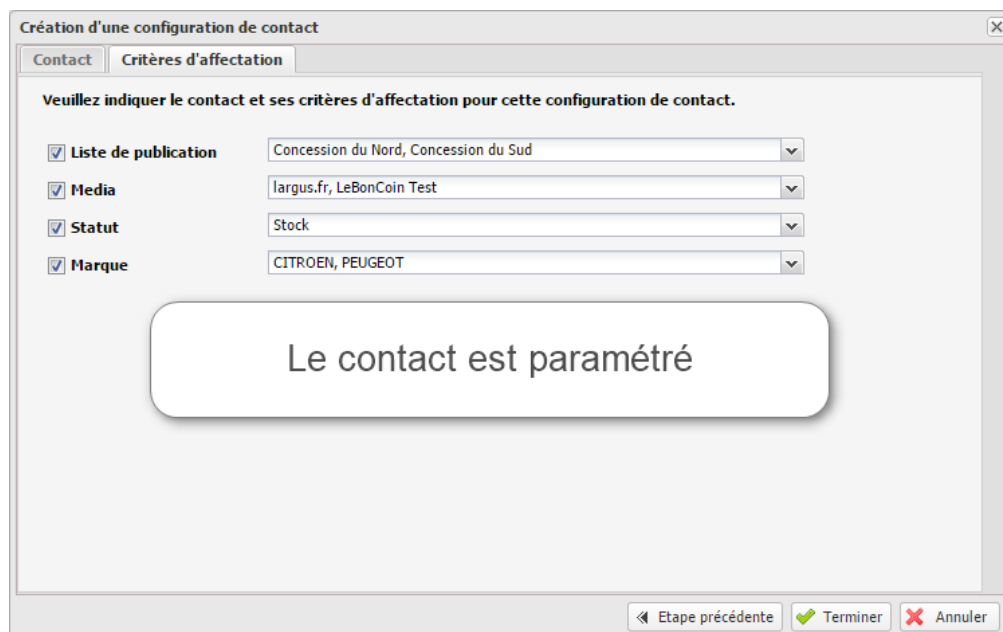 Création d'une configuration de contact
Contact Critères d'affectation
Veuillez indiquer le contact et ses critères d'affectation pour cette configuration de contact.
Liste de publication Concession du Nord, Concession du Sud
Media largus.fr, LeBonCoin Test
Statut Stock
Marque CITROEN, PEUGEOT
Le contact est paramétré
Etape précédente Terminer Annuler